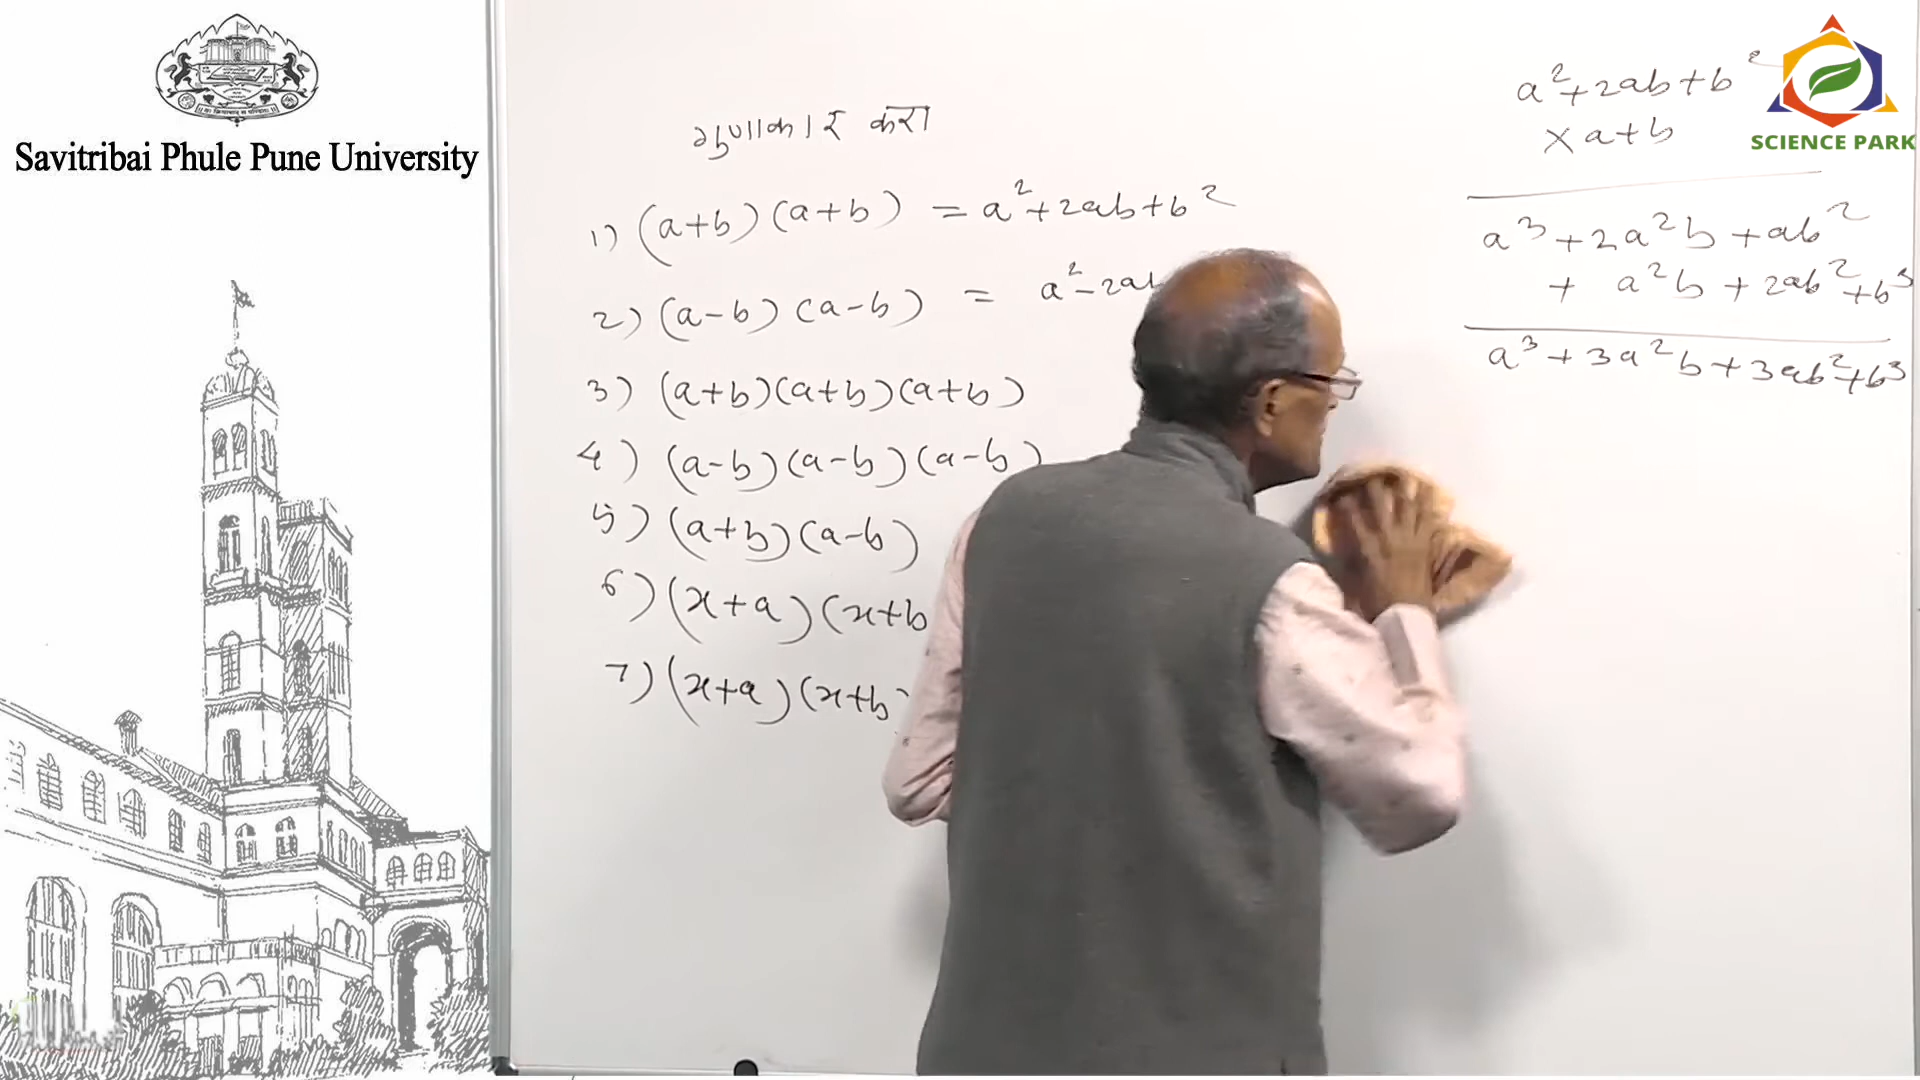 Savitribai Phule Pune University
SCIENCE PARK
गुणाकार करा
1) (a+b) (a+b) = a²+2ab+b²
2) (a-b) (a-b) = a²-2ab
3) (a+b)(a+b)(a+b)
4) (a-b)(a-b)(a-b)
5) (a+b)(a-b)
6) (x+a)(x+b
7) (x+a)(x+b)
a²+2ab+b²
×a+b
a³+2a²b+ab²
+ a²b+2ab²+b³
a³+3a²b+3ab²+b³